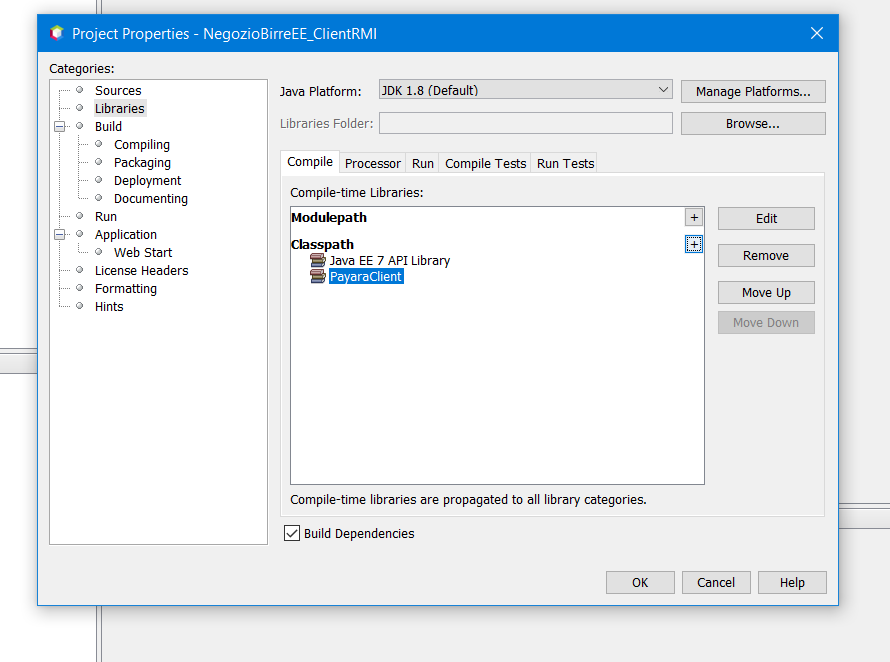 Project Properties - NegozioBirreEE_ClientRMI
Categories:
Sources
Libraries
Build
Compiling
Packaging
Deployment
Documenting
Run
Application
Web Start
License Headers
Formatting
Hints
Java Platform: JDK 1.8 (Default) Manage Platforms...
Libraries Folder: Browse...
Compile Processor Run Compile Tests Run Tests
Compile-time Libraries:
Modulepath +
Classpath +
Java EE 7 API Library
PayaraClient
Edit
Remove
Move Up
Move Down
Compile-time libraries are propagated to all library categories.
Build Dependencies
OK Cancel Help